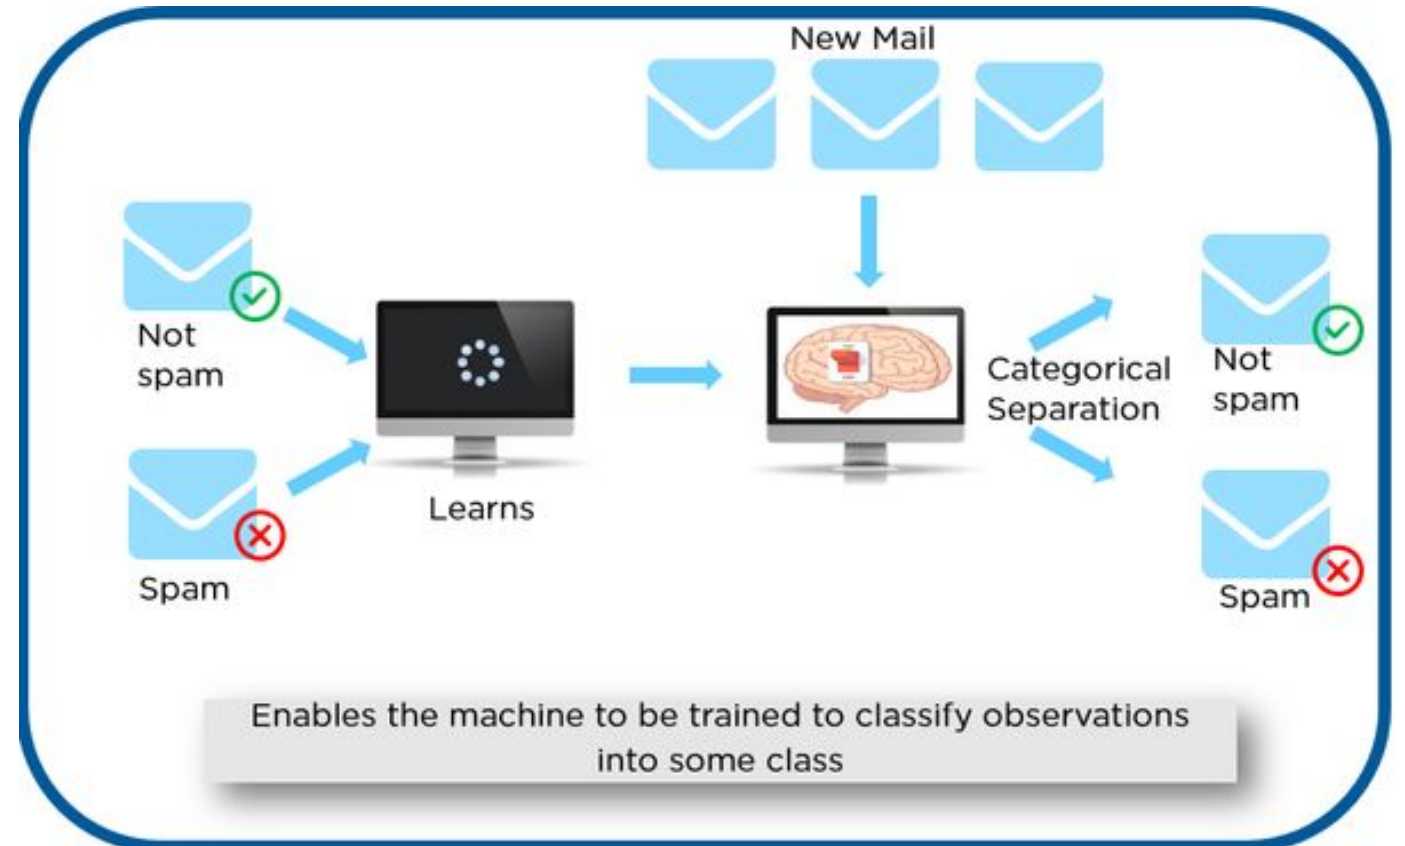 New Mail
Not
spam
Spam
Learns
Categorical
Separation
Not
spam
Spam
Enables the machine to be trained to classify observations
into some class